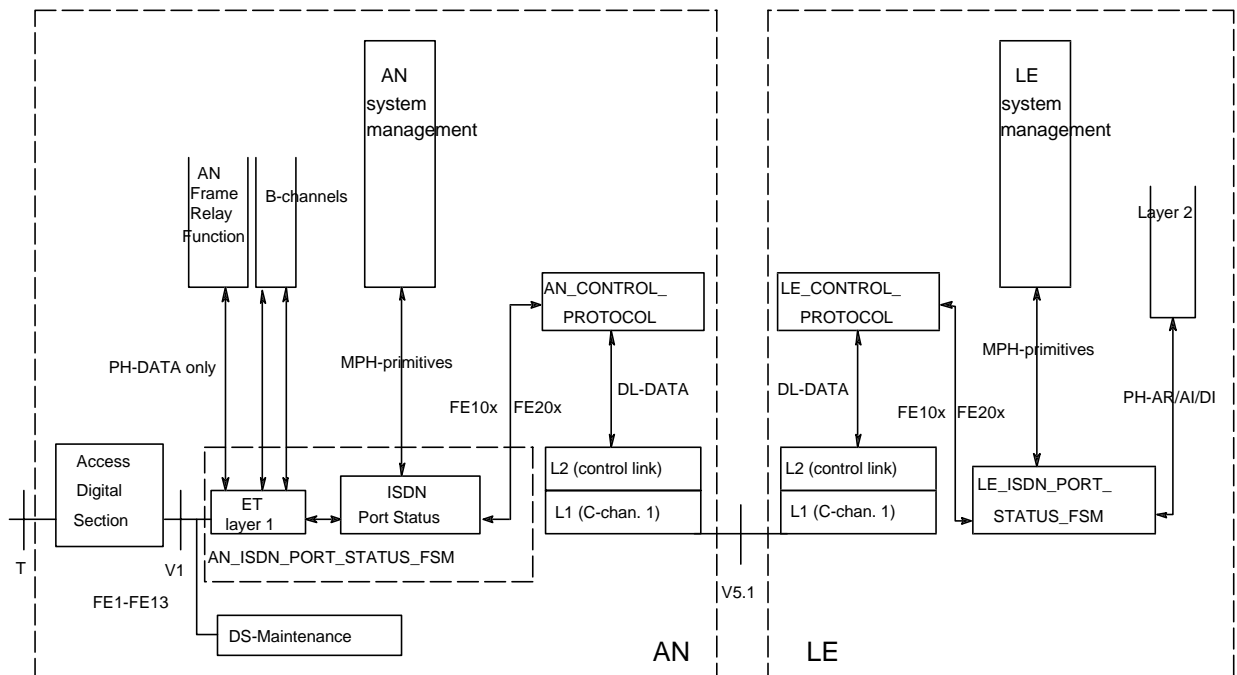 AN
system
management
LE
system
management
AN
Frame
Relay
Function
B-channels
Layer 2
AN_CONTROL_
PROTOCOL
LE_CONTROL_
PROTOCOL
PH-DATA only
MPH-primitives
FE10x
FE20x
DL-DATA
DL-DATA
FE10x
FE20x
MPH-primitives
PH-AR/AI/DI
Access
Digital
Section
ET
layer 1
ISDN
Port Status
L2 (control link)
L1 (C-chan. 1)
L2 (control link)
L1 (C-chan. 1)
LE_ISDN_PORT_
STATUS_FSM
T
V1
AN_ISDN_PORT_STATUS_FSM
V5.1
FE1-FE13
DS-Maintenance
AN
LE